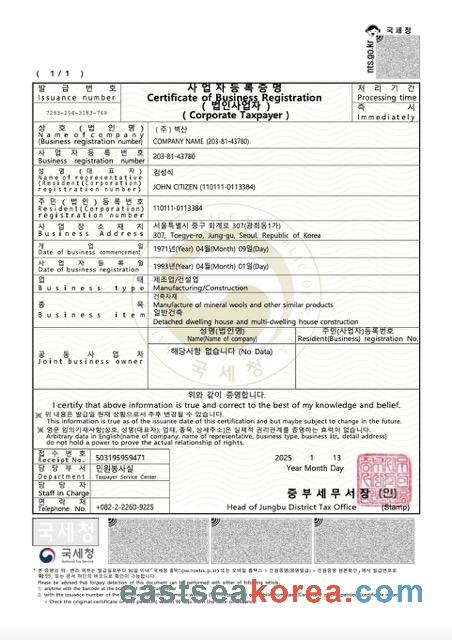 국세청
nts.go.kr
( 1/1 )
발 급 번 호
Issuance number
7283-294-3183-769
사 업 자 등 록 증 명
Certificate of Business Registration
( 법인사업자 )
( Corporate Taxpayer )
처 리 기 간
Processing time
즉 시
Immediately
상 호 ( 법 인 명 )
Name of company
(Business registration number)
(주) 벽산
COMPANY NAME (203-81-43780)
사 업 자 등 록 번 호
Business registration number
203-81-43780
성 명 ( 대 표 자 )
Name of representative
(Resident(Corporation)
registration number)
김성식
JOHN CITIZEN (110111-0113384)
주 민 ( 법 인 ) 등 록 번 호
Resident(Corporation)
registration number
110111-0113384
사 업 장 소 재 지
Business Address
서울특별시 중구 퇴계로 307(광희동1가)
307, Toegye-ro, Jung-gu, Seoul, Republic of Korea
개 업 일
Date of business commencement
1971년(Year) 04월(Month) 09일(Day)
사 업 자 등 록 일
Date of business registration
1993년(Year) 04월(Month) 01일(Day)
업 태
Business type
제조업/건설업
Manufacturing/Construction
종 목
Business item
건축자재
Manufacture of mineral wools and other similar products
일반건축
Detached dwelling house and multi-dwelling house construction
공 동 사 업 자
Joint business owner
성명(법인명)
Name(Name of company)
주민(사업자)등록번호
Resident(Business) registration No.
해당사항 없습니다 (No Data)
국세청
위와 같이 증명합니다.
I certify that above information is true and correct to the best of my knowledge and belief.
※ 위 내용은 발급일 현재 상황으로서 추후 변경될 수 있습니다.
This information is true as of the issuance date of this certification but maybe subject to change in the future.
※ 영문 임의기재사항(상호, 성명(대표자), 업태, 종목, 상세주소)은 실체적 권리관계를 증명하는 효력이 없습니다.
Arbitrary data in English(name of company, name of representative, business type, business itc, detail address)
do not have a power to prove the actual relationship of rights.
접 수 번 호
Receipt No.
503195959471
담 당 부 서
Department
민원봉사실
Taxpayer Service Center
담 당 자
Staff in Charge
연 락 처
Telephone No.
+082-2-2260-9225
2025 1 13
Year Month Day
중 부 세 무 서 장 (인)
Head of Jungbu District Tax Office (Stamp)
국세청
국세청
eastseakorea.com